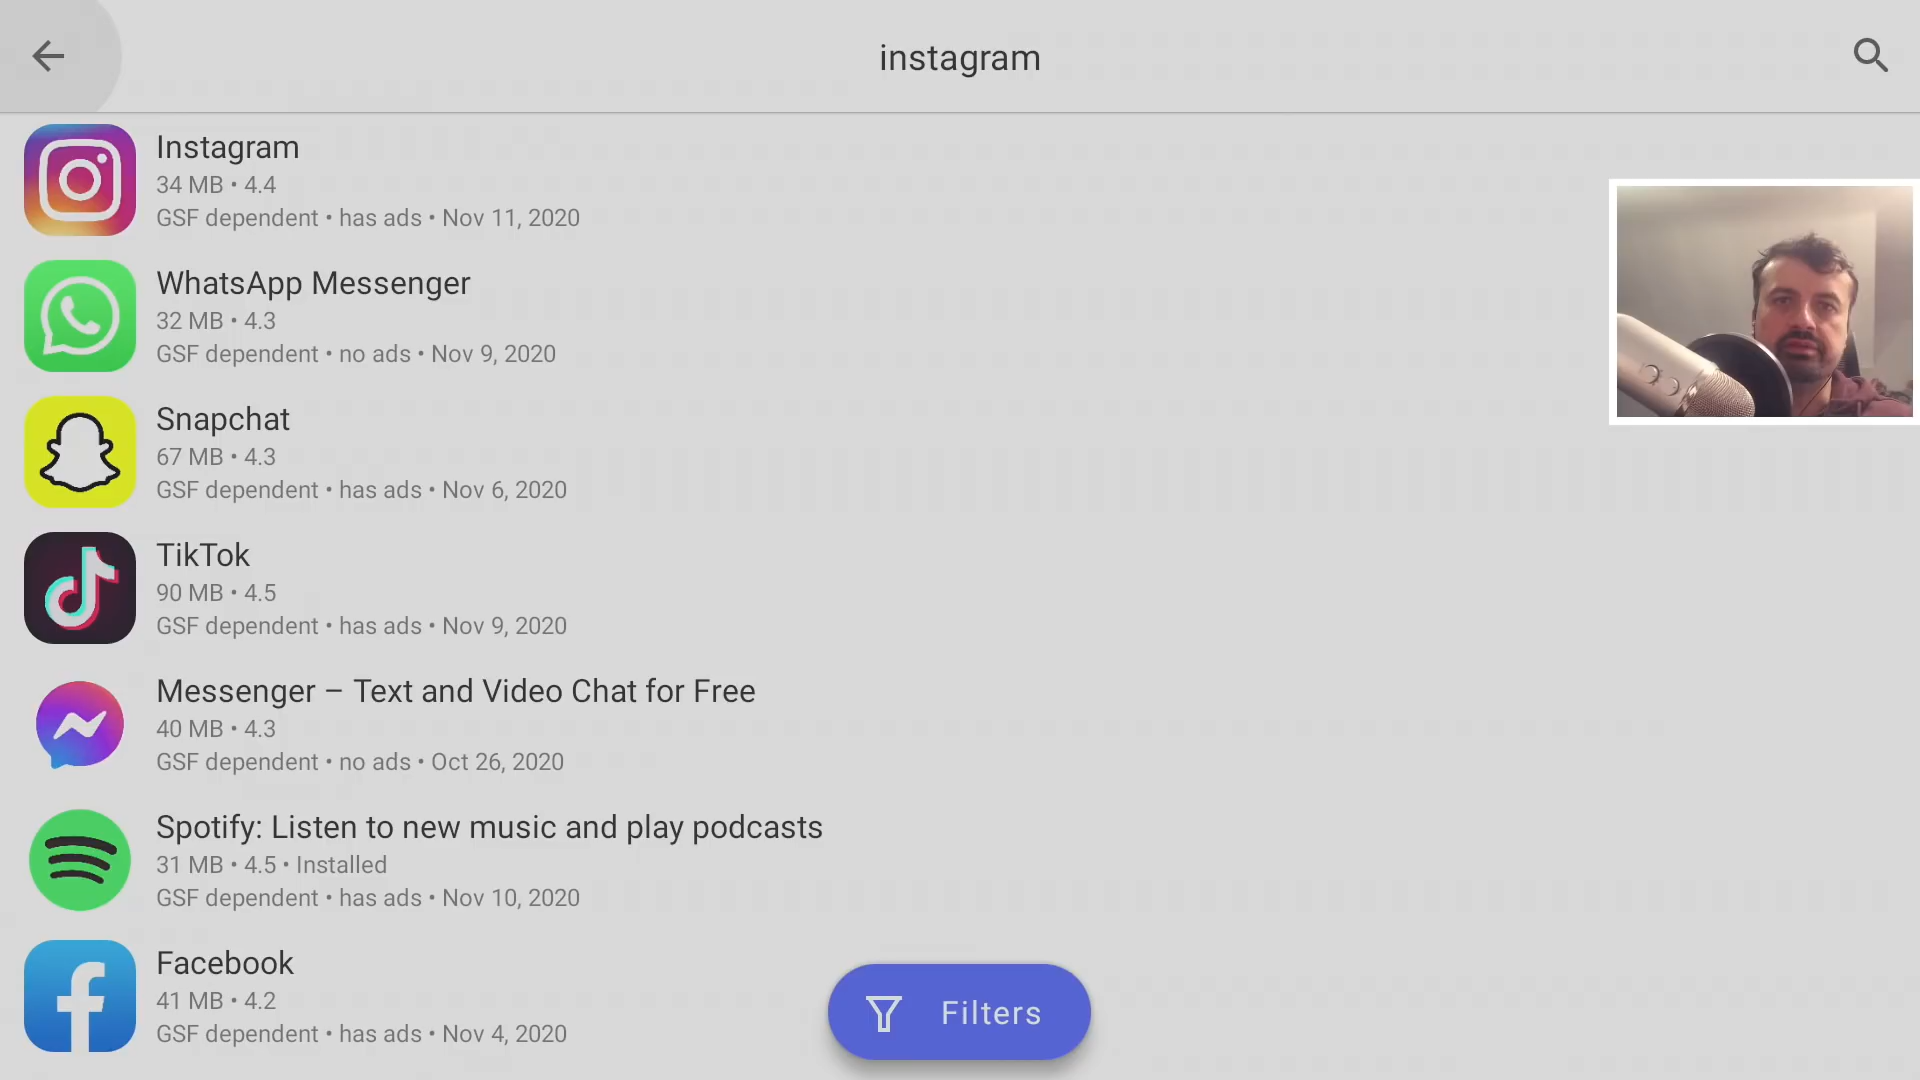 instagram
Instagram
34 MB • 4.4
GSF dependent • has ads • Nov 11, 2020
WhatsApp Messenger
32 MB • 4.3
GSF dependent • no ads • Nov 9, 2020
Snapchat
67 MB • 4.3
GSF dependent • has ads • Nov 6, 2020
TikTok
90 MB • 4.5
GSF dependent • has ads • Nov 9, 2020
Messenger – Text and Video Chat for Free
40 MB • 4.3
GSF dependent • no ads • Oct 26, 2020
Spotify: Listen to new music and play podcasts
31 MB • 4.5 • Installed
GSF dependent • has ads • Nov 10, 2020
Facebook
41 MB • 4.2
GSF dependent • has ads • Nov 4, 2020
Filters